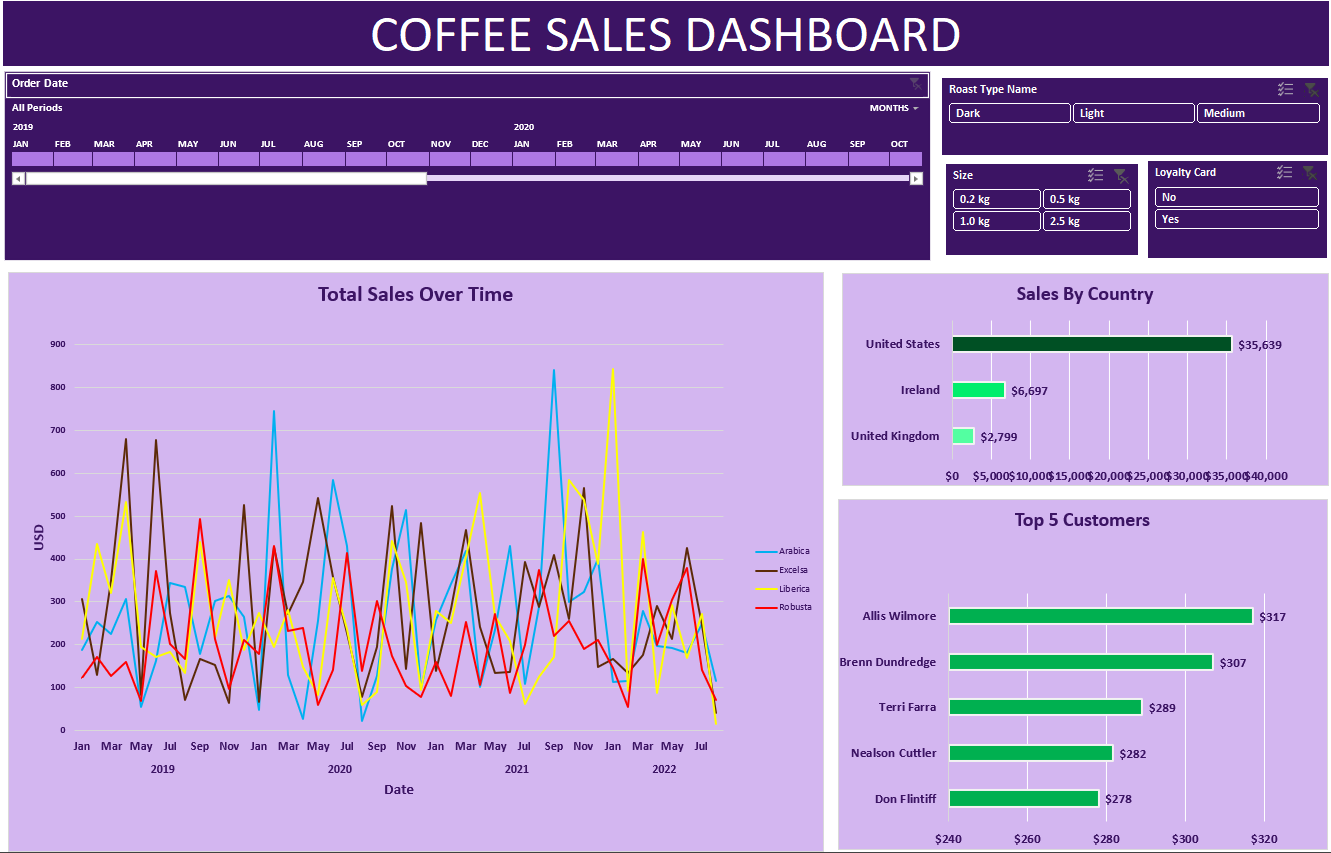 COFFEE SALES DASHBOARD
Order Date
All Periods MONTHS
2019 2020
JAN FEB MAR APR MAY JUN JUL AUG SEP OCT NOV DEC JAN FEB MAR APR MAY JUN JUL AUG SEP OCT
Roast Type Name
Dark Light Medium
Size
0.2 kg 0.5 kg
1.0 kg 2.5 kg
Loyalty Card
No
Yes
Total Sales Over Time
900
800
700
600
500
400
300
200
100
0
USD
Jan Mar May Jul Sep Nov Jan Mar May Jul Sep Nov Jan Mar May Jul Sep Nov Jan Mar May Jul
2019 2020 2021 2022
Date
Arabica
Excelsa
Liberica
Robusta
Sales By Country
United States $35,639
Ireland $6,697
United Kingdom $2,799
$0 $5,000 $10,000 $15,000 $20,000 $25,000 $30,000 $35,000 $40,000
Top 5 Customers
Allis Wilmore $317
Brenn Dundredge $307
Terri Farra $289
Nealson Cuttler $282
Don Flintiff $278
$240 $260 $280 $300 $320